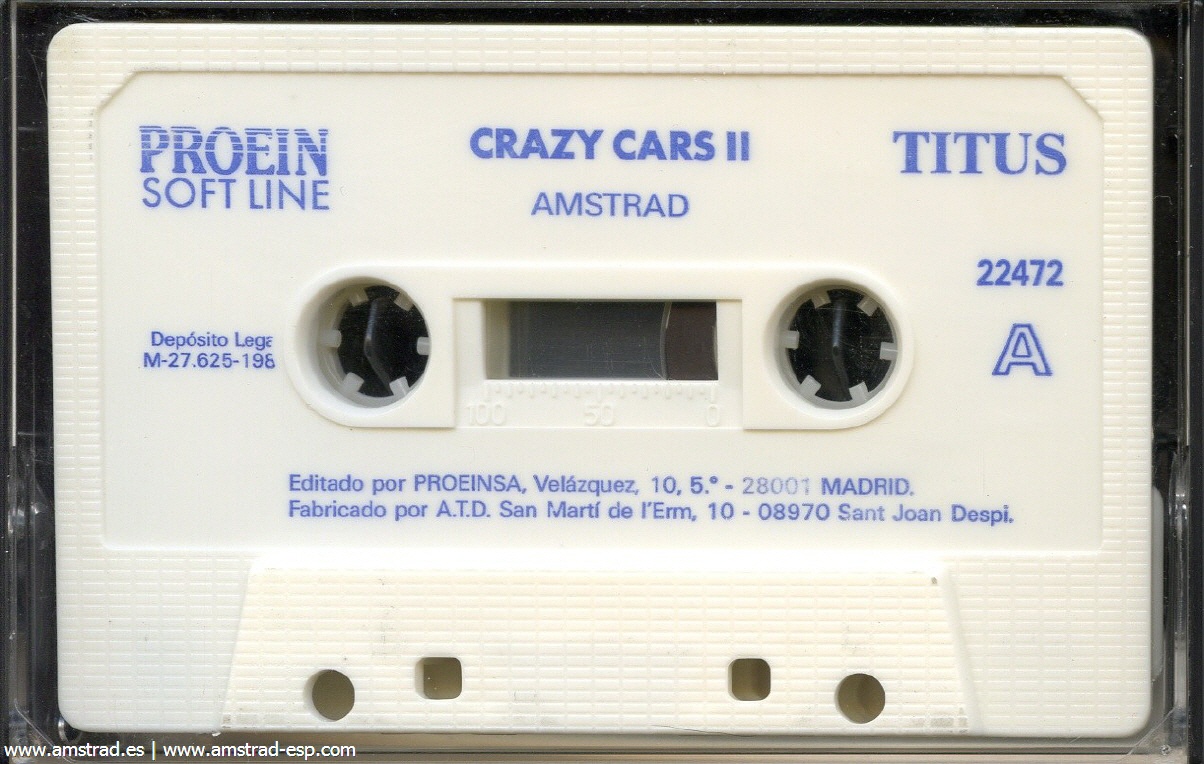 PROEIN
SOFT LINE
CRAZY CARS II
AMSTRAD
TITUS
22472
A
Depósito Lega
M-27.625-198
100 50 0
Editado por PROEINSA, Velázquez, 10, 5.º - 28001 MADRID.
Fabricado por A.T.D. San Martí de l'Erm, 10 - 08970 Sant Joan Despi.
www.amstrad.es | www.amstrad-esp.com